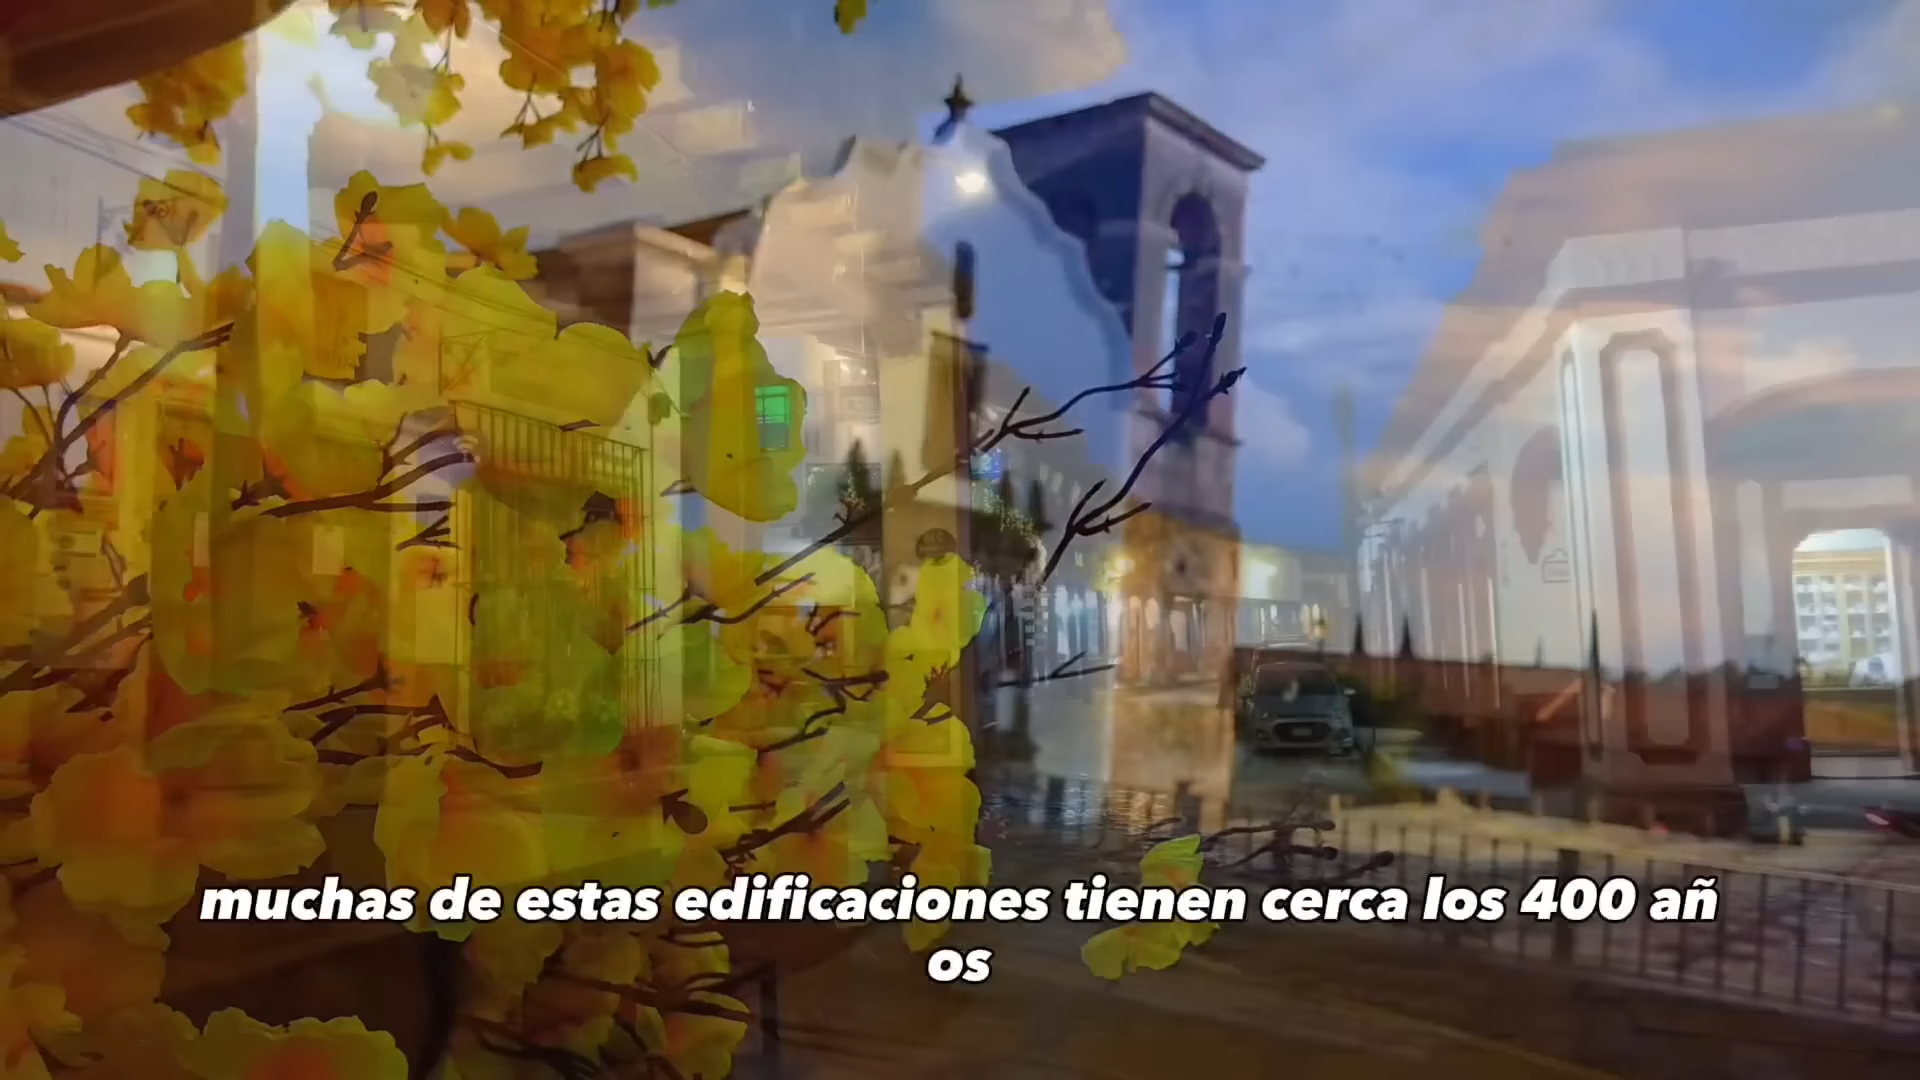 muchas de estas edificaciones tienen cerca los 400 añ
os